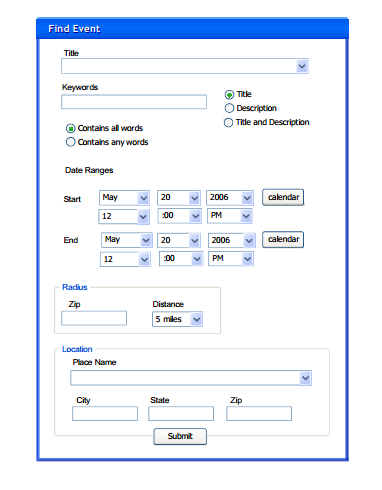 Find Event
Title
Keywords
Title
Description
Title and Description
Contains all words
Contains any words
Date Ranges
Start May 20 2006 calendar
12 :00 PM
End May 20 2006 calendar
12 :00 PM
Radius
Zip Distance
5 miles
Location
Place Name
City State Zip
Submit